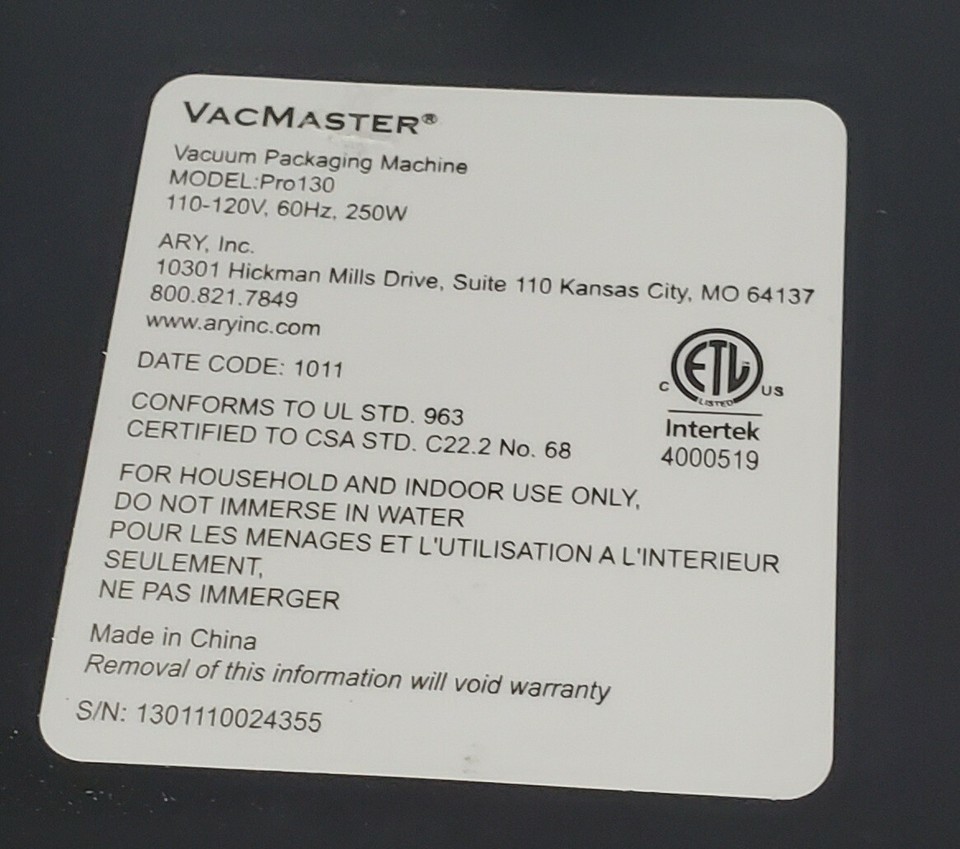 VACMASTER®
Vacuum Packaging Machine
MODEL:Pro130
110-120V, 60Hz, 250W
ARY, Inc.
10301 Hickman Mills Drive, Suite 110 Kansas City, MO 64137
800.821.7849
www.aryinc.com
DATE CODE: 1011
CONFORMS TO UL STD. 963
CERTIFIED TO CSA STD. C22.2 No. 68
ETL
C US
LISTED
Intertek
4000519
FOR HOUSEHOLD AND INDOOR USE ONLY,
DO NOT IMMERSE IN WATER
POUR LES MENAGES ET L'UTILISATION A L'INTERIEUR
SEULEMENT,
NE PAS IMMERGER
Made in China
Removal of this information will void warranty
S/N: 1301110024355